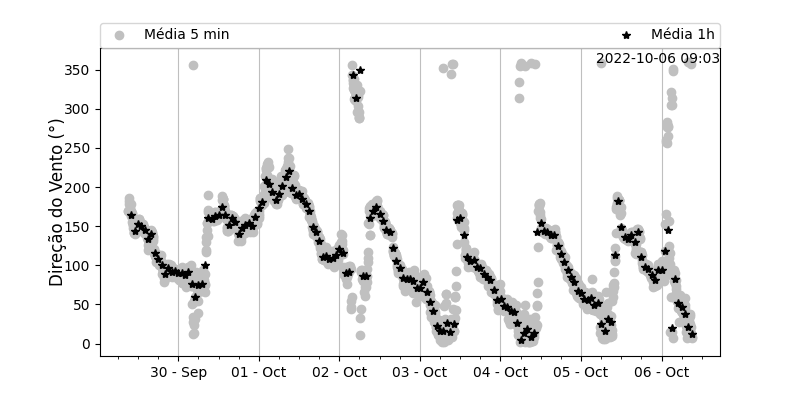 Média 5 min
Média 1h
2022-10-06 09:03
Direção do Vento (°)
350
300
250
200
150
100
50
0
30 - Sep
01 - Oct
02 - Oct
03 - Oct
04 - Oct
05 - Oct
06 - Oct